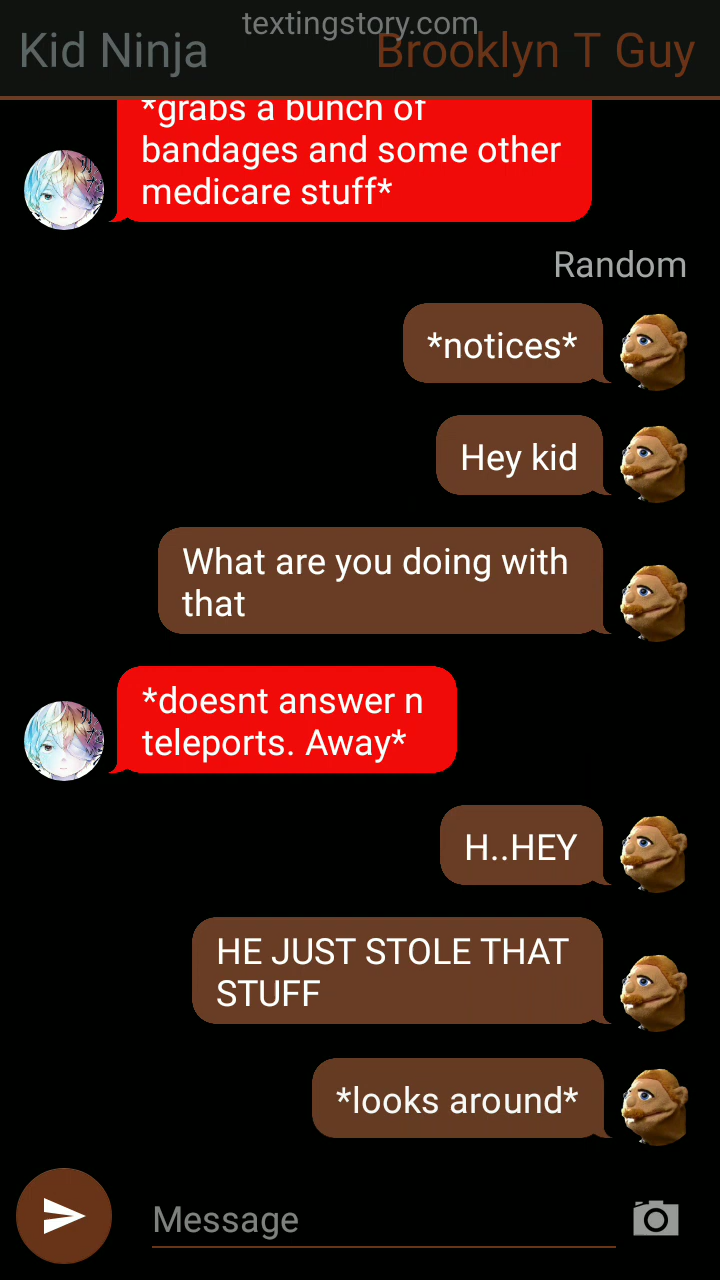 textingstory.com
Kid Ninja
Brooklyn T Guy
*grabs a bunch of
bandages and some other
medicare stuff*
Random
*notices*
Hey kid
What are you doing with
that
*doesnt answer n
teleports. Away*
H..HEY
HE JUST STOLE THAT
STUFF
*looks around*
Message